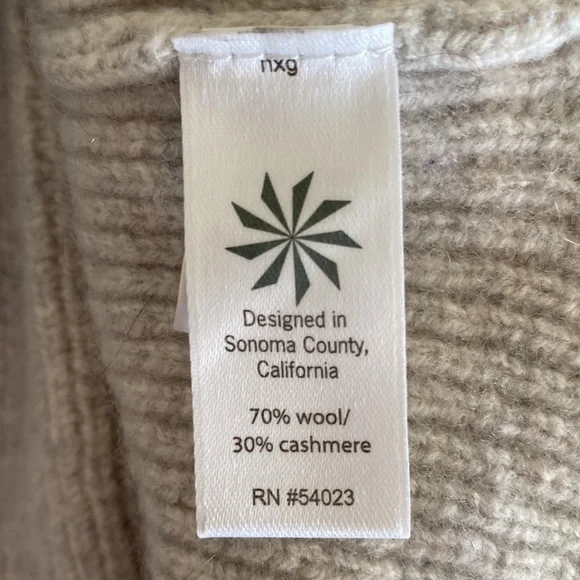 nxg
Designed in
Sonoma County,
California
70% wool/
30% cashmere
RN #54023